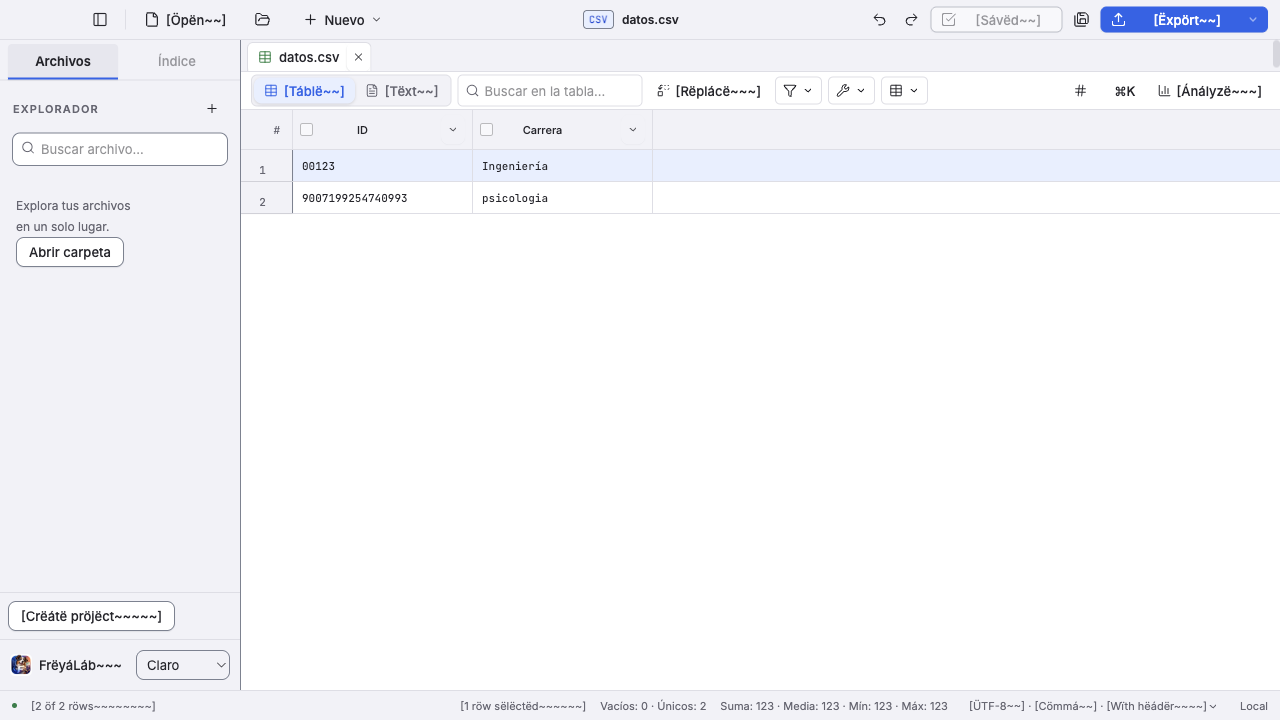 [Öpën~~] Nuevo CSV datos.csv [Sávëd~~] [Ëxpört~~]
Archivos Índice
datos.csv
[Táblë~~] [Tëxt~~] Buscar en la tabla... [Rëplácë~~~] ⌘K [Ánályzë~~~]
EXPLORADOR
Buscar archivo...
Explora tus archivos
en un solo lugar.
Abrir carpeta
# ID Carrera
1 00123 Ingeniería
2 9007199254740993 psicologia
[Crëátë pröjëct~~~~~]
FrëyáLáb~~~ Claro
[2 öf 2 röws~~~~~~~~] [1 röw sëlëctëd~~~~~~] Vacíos: 0 · Únicos: 2 Suma: 123 · Media: 123 · Mín: 123 · Máx: 123 [ÜTF-8~~] · [Cömmá~~] · [Wíth hëádër~~~~] Local